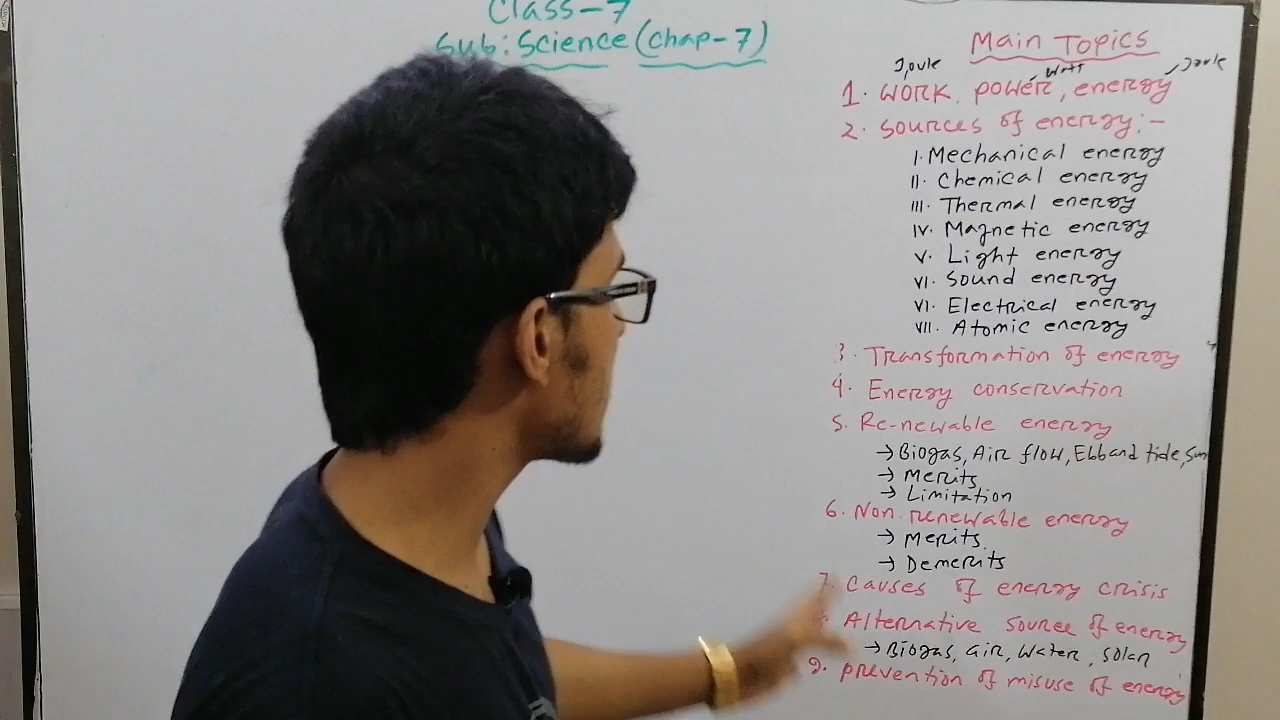 Class-7
Sub: Science (chap-7)
Main Topics
Joule Watt Joule
1. Work, power, energy
2. Sources of energy:-
I. Mechanical energy
II. Chemical energy
III. Thermal energy
IV. Magnetic energy
V. Light energy
VI. Sound energy
VI. Electrical energy
VII. Atomic energy
3. Transformation of energy
4. Energy conservation
5. Re-newable energy
→ Biogas, Air flow, Ebb and tide, Sun
→ Merits
→ Limitation
6. Non renewable energy
→ Merits
→ Demerits
7. Causes of energy crisis
Alternative source of energy
→ Biogas, air, water, solar
9. prevention of misuse of energy